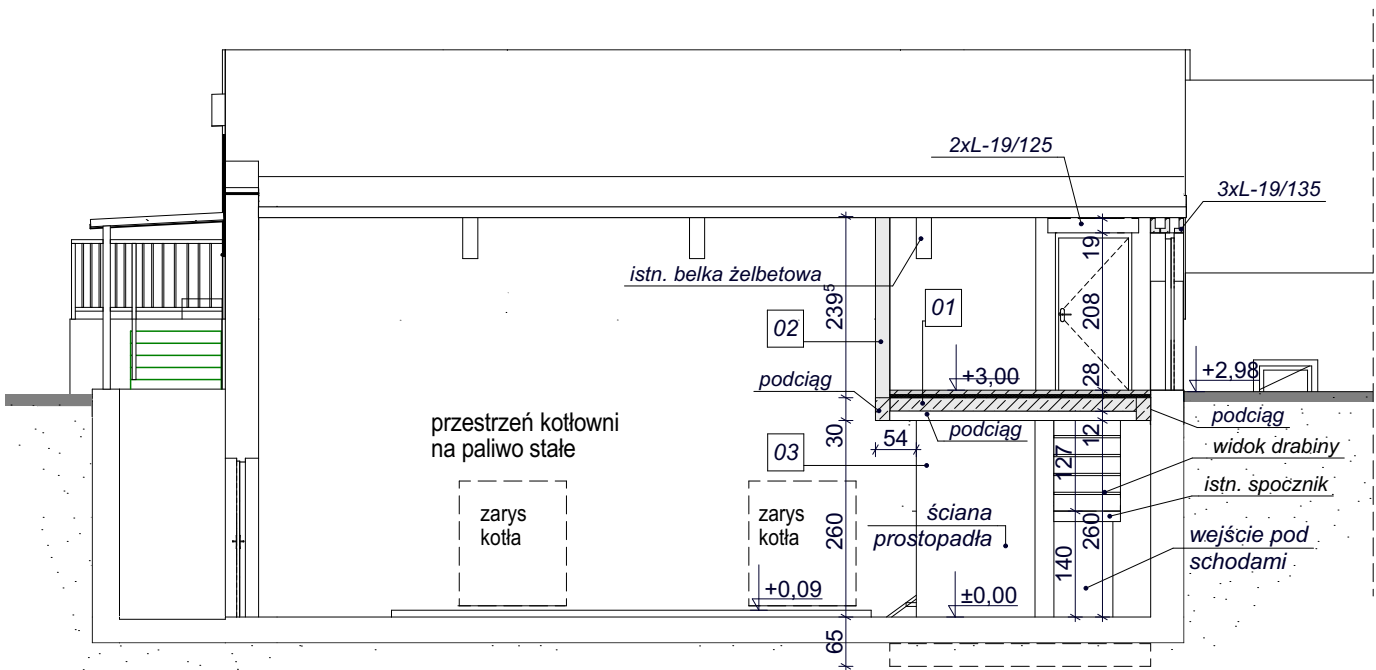 2xL-19/125
3xL-19/135
istn. belka żelbetowa
19
239⁵
01
208
02
28
+3,00
+2,98
podciąg
przestrzeń kotłowni
na paliwo stałe
30
54
podciąg
12
podciąg
03
127
widok drabiny
istn. spocznik
zarys
kotła
zarys
kotła
260
ściana
prostopadła
260
140
wejście pod
schodami
+0,09
±0,00
65